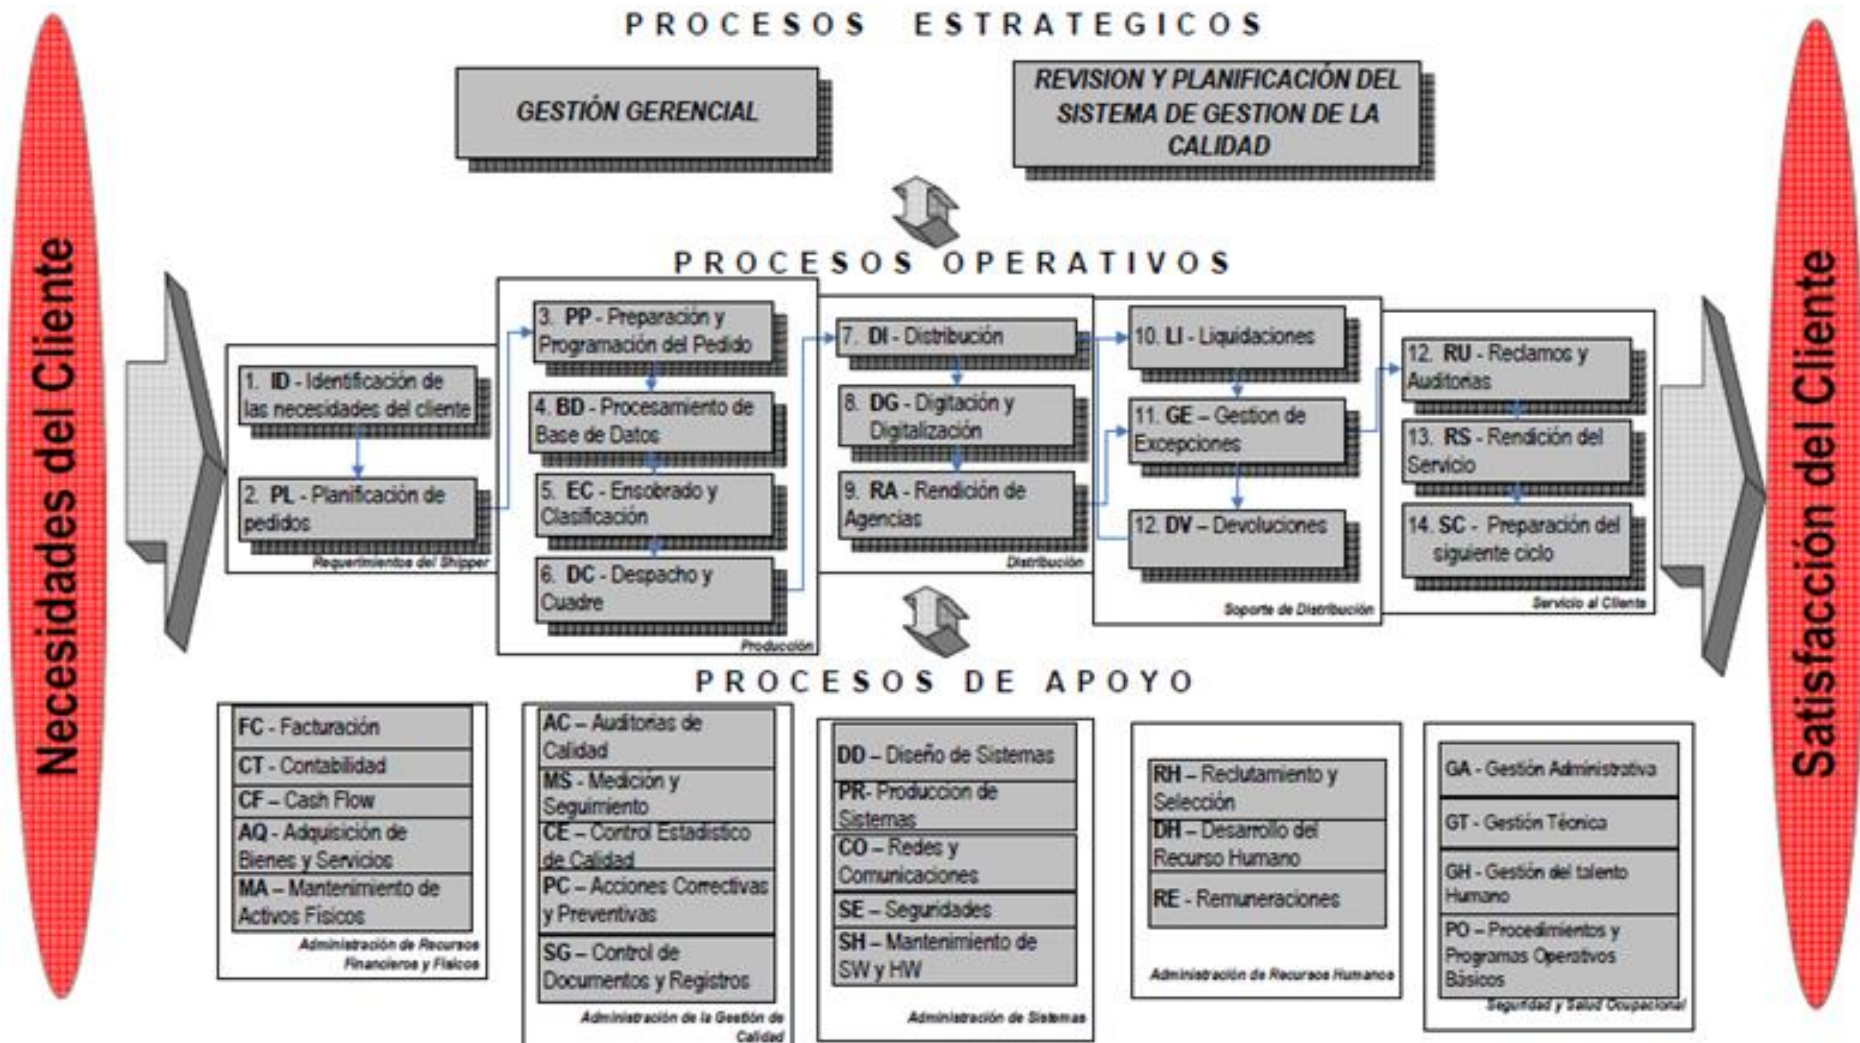 PROCESOS ESTRATEGICOS
GESTIÓN GERENCIAL
REVISION Y PLANIFICACIÓN DEL
SISTEMA DE GESTION DE LA
CALIDAD
Necesidades del Cliente
PROCESOS OPERATIVOS
1. ID - Identificación de
las necesidades del cliente
2. PL - Planificación de
pedidos
Requerimientos del Shipper
3. PP - Preparación y
Programación del Pedido
4. BD - Procesamiento de
Base de Datos
5. EC - Ensobrado y
Clasificación
6. DC - Despacho y
Cuadre
Producción
7. DI - Distribución
8. DG - Digitación y
Digitalización
9. RA - Rendición de
Agencias
Distribución
10. LI - Liquidaciones
11. GE – Gestion de
Excepciones
12. DV – Devoluciones
Soporte de Distribución
12. RU - Reclamos y
Auditorias
13. RS - Rendición del
Servicio
14. SC - Preparación del
siguiente ciclo
Servicio al Cliente
Satisfacción del Cliente
PROCESOS DE APOYO
FC - Facturación
CT - Contabilidad
CF – Cash Flow
AQ - Adquisición de
Bienes y Servicios
MA – Mantenimiento de
Activos Físicos
Administración de Recursos
Financieros y Fisicos
AC – Auditorias de
Calidad
MS - Medición y
Seguimiento
CE – Control Estadistico
de Calidad
PC – Acciones Correctivas
y Preventivas
SG – Control de
Documentos y Registros
Administración de la Gestión de
Calidad
DD – Diseño de Sistemas
PR- Produccion de
Sistemas
CO – Redes y
Comunicaciones
SE – Seguridades
SH – Mantenimiento de
SW y HW
Administración de Sistemas
RH – Reclutamiento y
Selección
DH – Desarrollo del
Recurso Humano
RE - Remuneraciones
Administración de Recursos Humanos
GA - Gestión Administrativa
GT - Gestión Técnica
GH - Gestión del talento
Humano
PO – Procedimientos y
Programas Operativos
Básicos
Seguridad y Salud Ocupacional